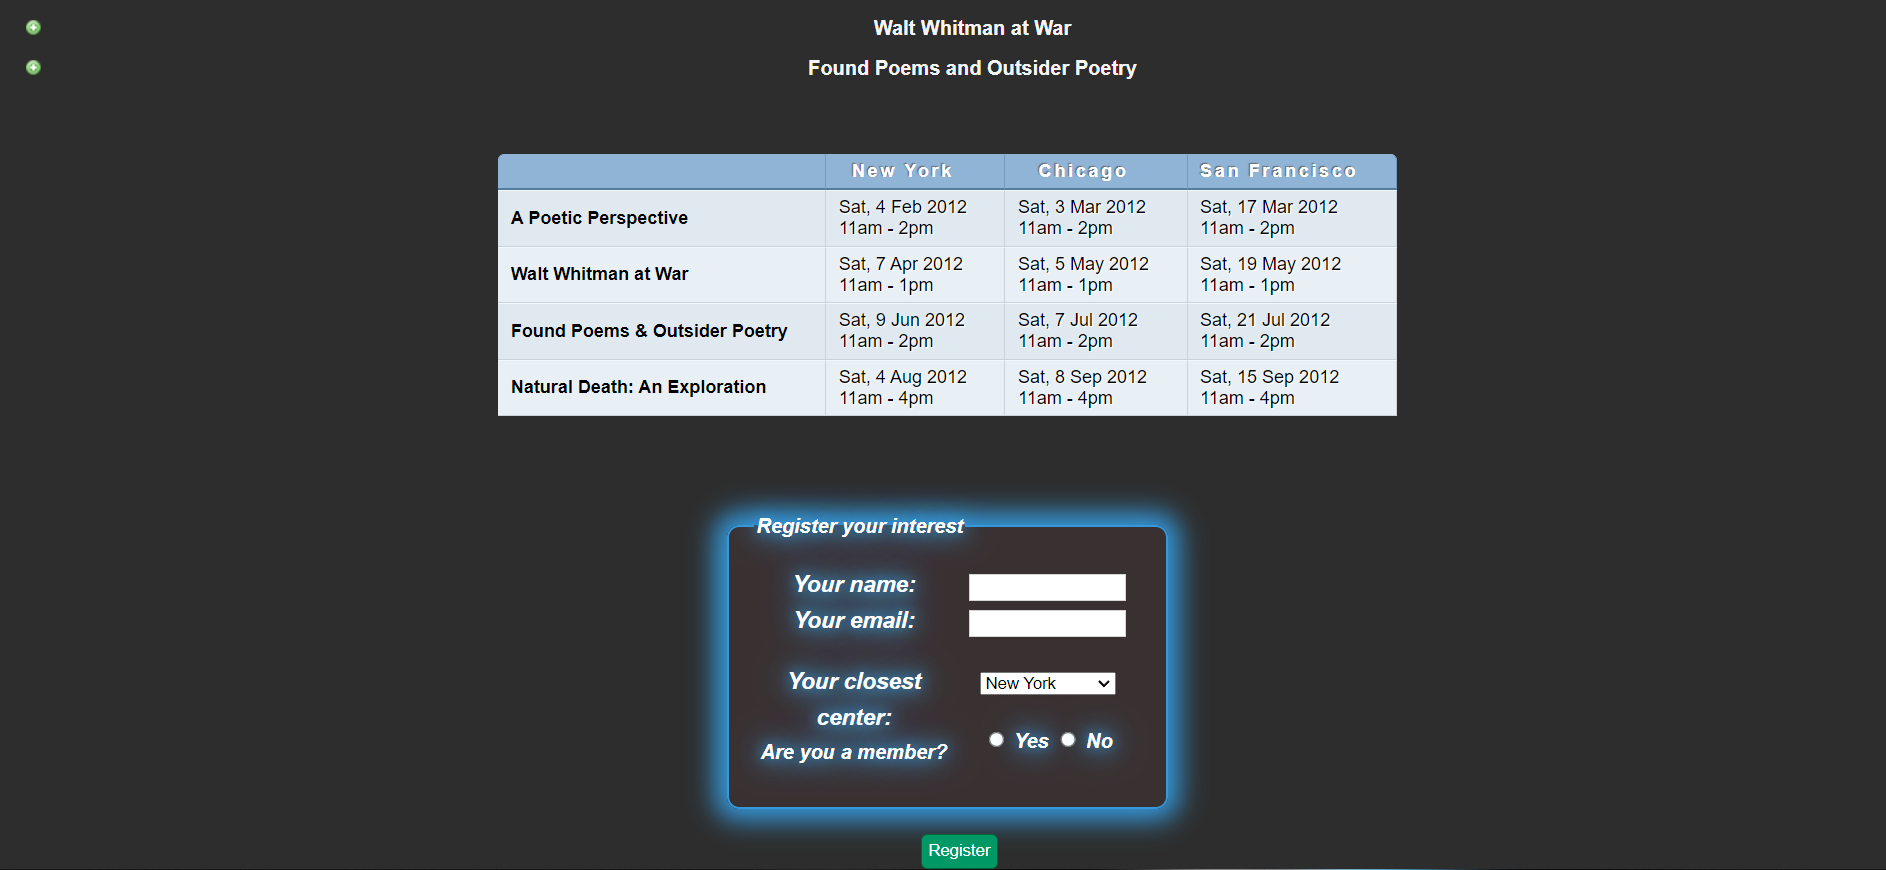 Walt Whitman at War
Found Poems and Outsider Poetry
New York Chicago San Francisco
A Poetic Perspective
Sat, 4 Feb 2012
11am - 2pm
Sat, 3 Mar 2012
11am - 2pm
Sat, 17 Mar 2012
11am - 2pm
Walt Whitman at War
Sat, 7 Apr 2012
11am - 1pm
Sat, 5 May 2012
11am - 1pm
Sat, 19 May 2012
11am - 1pm
Found Poems & Outsider Poetry
Sat, 9 Jun 2012
11am - 2pm
Sat, 7 Jul 2012
11am - 2pm
Sat, 21 Jul 2012
11am - 2pm
Natural Death: An Exploration
Sat, 4 Aug 2012
11am - 4pm
Sat, 8 Sep 2012
11am - 4pm
Sat, 15 Sep 2012
11am - 4pm
Register your interest
Your name:
Your email:
Your closest
center:
New York
Are you a member?
Yes No
Register